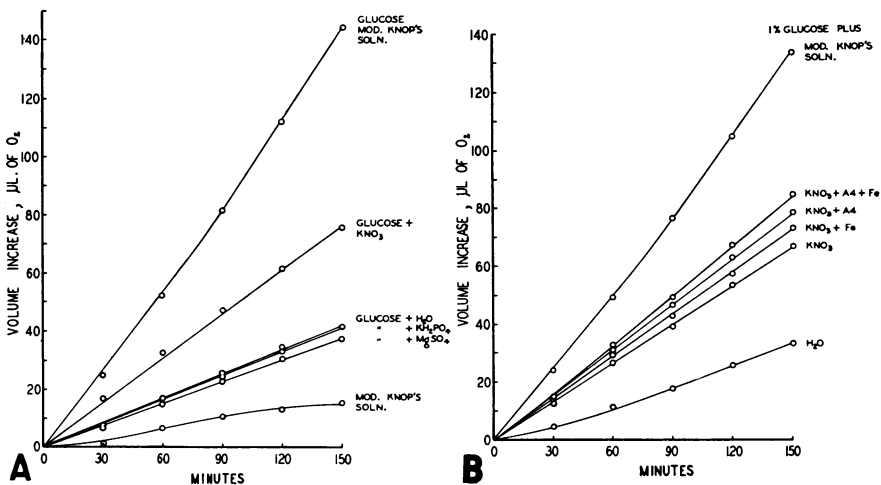 GLUCOSE
MOD. KNOP'S
SOLN.
140
120
100
80
60
40
20
0
VOLUME INCREASE, μL. OF O₂
GLUCOSE +
KNO₃
GLUCOSE + H₂O
" + KH₂PO₄
" + MgSO₄
MOD. KNOP'S
SOLN.
0 30 60 90 120 150
MINUTES
A
1% GLUCOSE PLUS
MOD. KNOP'S
SOLN.
140
120
100
80
60
40
20
0
VOLUME INCREASE, μL OF O₂
KNO₃ + A4 + Fe
KNO₃ + A4
KNO₃ + Fe
KNO₃
H₂O
0 30 60 90 120 150
MINUTES
B